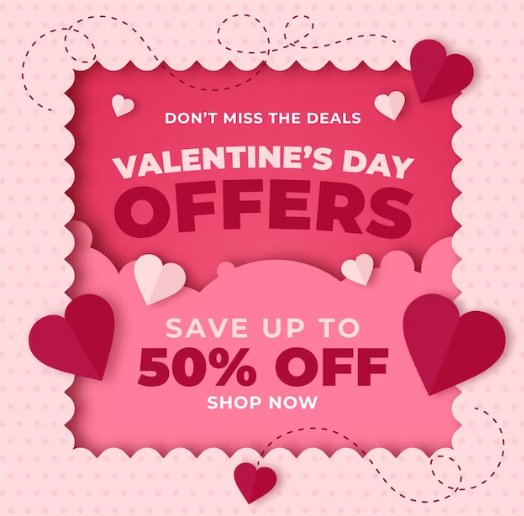 DON'T MISS THE DEALS
VALENTINE'S DAY
OFFERS
SAVE UP TO
50% OFF
SHOP NOW